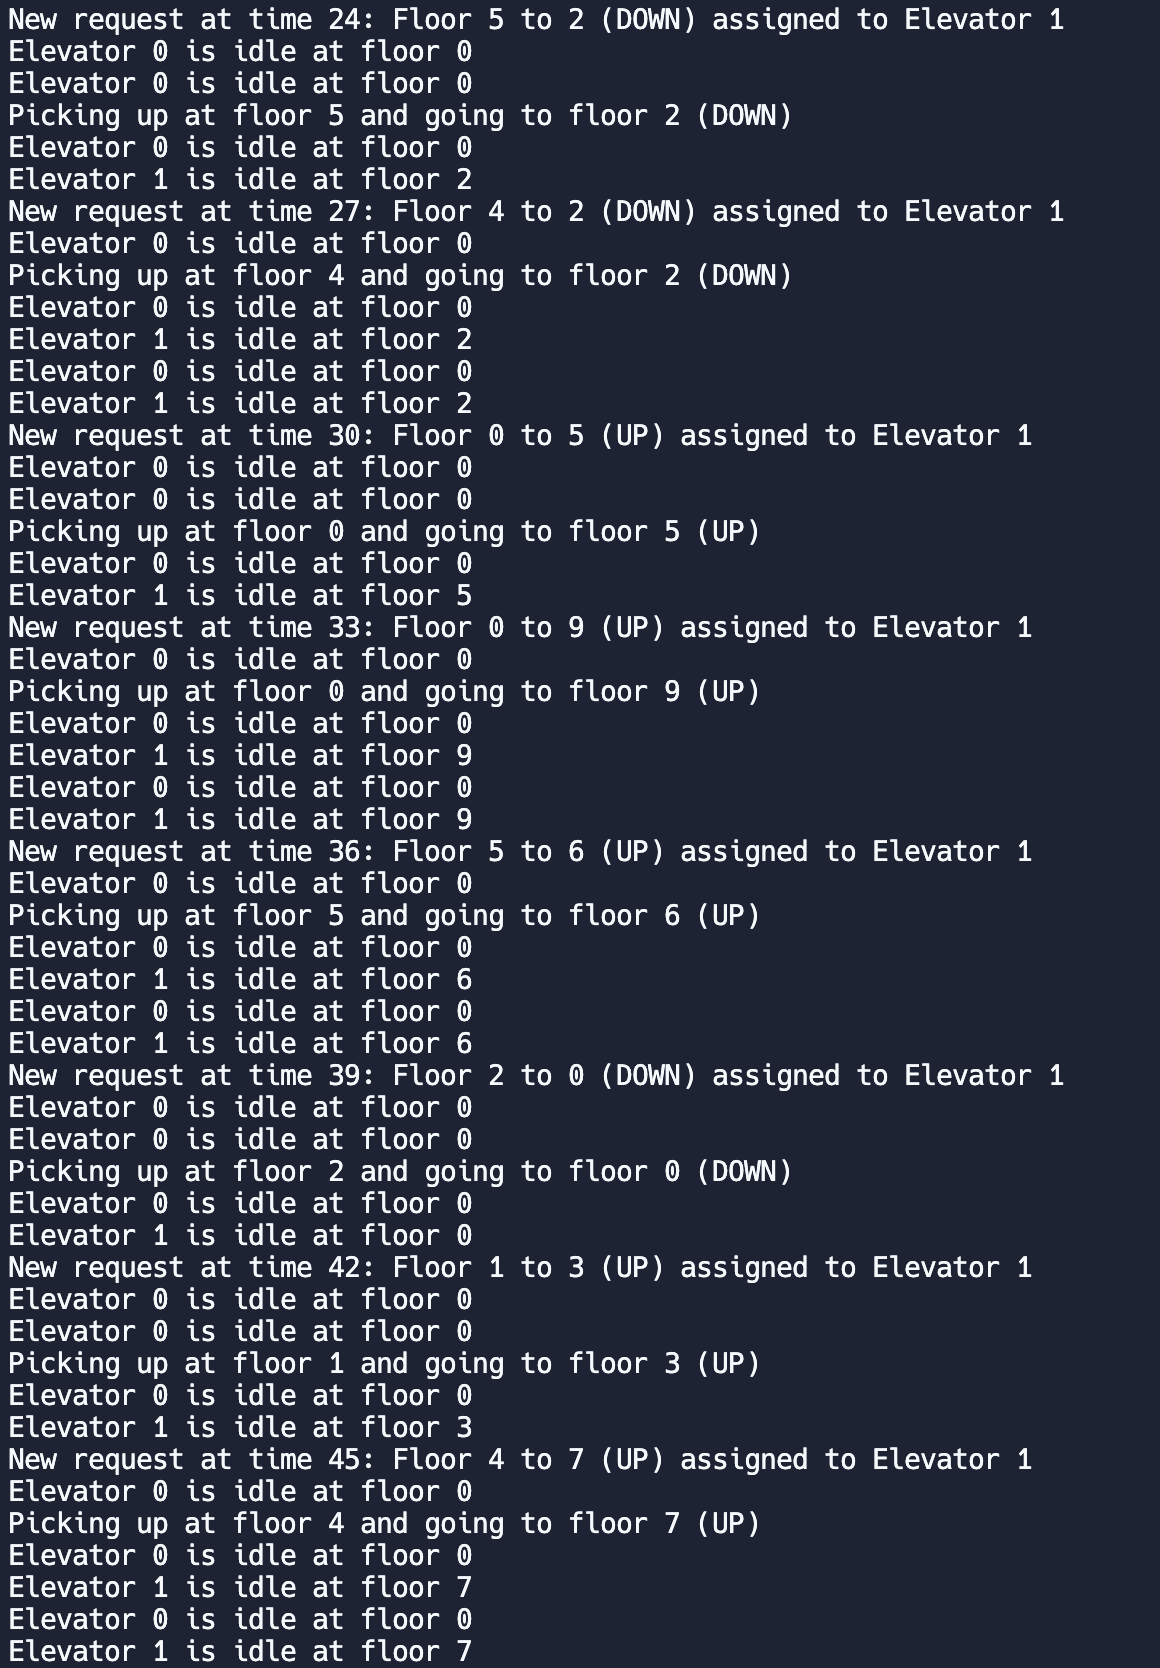 New request at time 24: Floor 5 to 2 (DOWN) assigned to Elevator 1
Elevator 0 is idle at floor 0
Elevator 0 is idle at floor 0
Picking up at floor 5 and going to floor 2 (DOWN)
Elevator 0 is idle at floor 0
Elevator 1 is idle at floor 2
New request at time 27: Floor 4 to 2 (DOWN) assigned to Elevator 1
Elevator 0 is idle at floor 0
Picking up at floor 4 and going to floor 2 (DOWN)
Elevator 0 is idle at floor 0
Elevator 1 is idle at floor 2
Elevator 0 is idle at floor 0
Elevator 1 is idle at floor 2
New request at time 30: Floor 0 to 5 (UP) assigned to Elevator 1
Elevator 0 is idle at floor 0
Elevator 0 is idle at floor 0
Picking up at floor 0 and going to floor 5 (UP)
Elevator 0 is idle at floor 0
Elevator 1 is idle at floor 5
New request at time 33: Floor 0 to 9 (UP) assigned to Elevator 1
Elevator 0 is idle at floor 0
Picking up at floor 0 and going to floor 9 (UP)
Elevator 0 is idle at floor 0
Elevator 1 is idle at floor 9
Elevator 0 is idle at floor 0
Elevator 1 is idle at floor 9
New request at time 36: Floor 5 to 6 (UP) assigned to Elevator 1
Elevator 0 is idle at floor 0
Picking up at floor 5 and going to floor 6 (UP)
Elevator 0 is idle at floor 0
Elevator 1 is idle at floor 6
Elevator 0 is idle at floor 0
Elevator 1 is idle at floor 6
New request at time 39: Floor 2 to 0 (DOWN) assigned to Elevator 1
Elevator 0 is idle at floor 0
Elevator 0 is idle at floor 0
Picking up at floor 2 and going to floor 0 (DOWN)
Elevator 0 is idle at floor 0
Elevator 1 is idle at floor 0
New request at time 42: Floor 1 to 3 (UP) assigned to Elevator 1
Elevator 0 is idle at floor 0
Elevator 0 is idle at floor 0
Picking up at floor 1 and going to floor 3 (UP)
Elevator 0 is idle at floor 0
Elevator 1 is idle at floor 3
New request at time 45: Floor 4 to 7 (UP) assigned to Elevator 1
Elevator 0 is idle at floor 0
Picking up at floor 4 and going to floor 7 (UP)
Elevator 0 is idle at floor 0
Elevator 1 is idle at floor 7
Elevator 0 is idle at floor 0
Elevator 1 is idle at floor 7